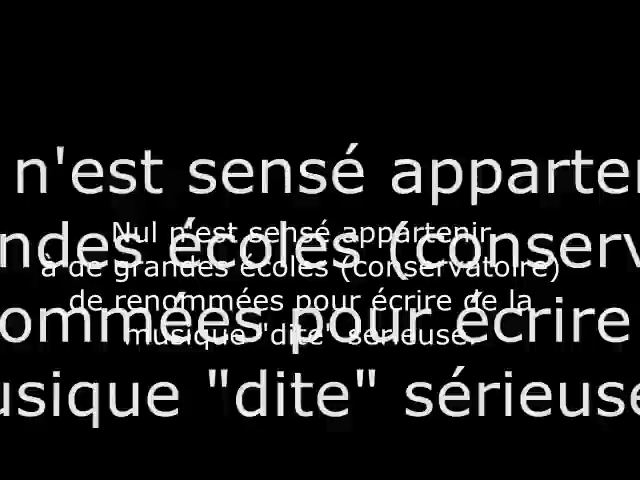 n'est sensé apparte
ndes écoles (conserv
ommées pour écrire
usique "dite" sérieuse
Nul n'est sensé appartenir
à de grandes écoles (conservatoire)
de renommées pour écrire de la
musique "dite" sérieuse.